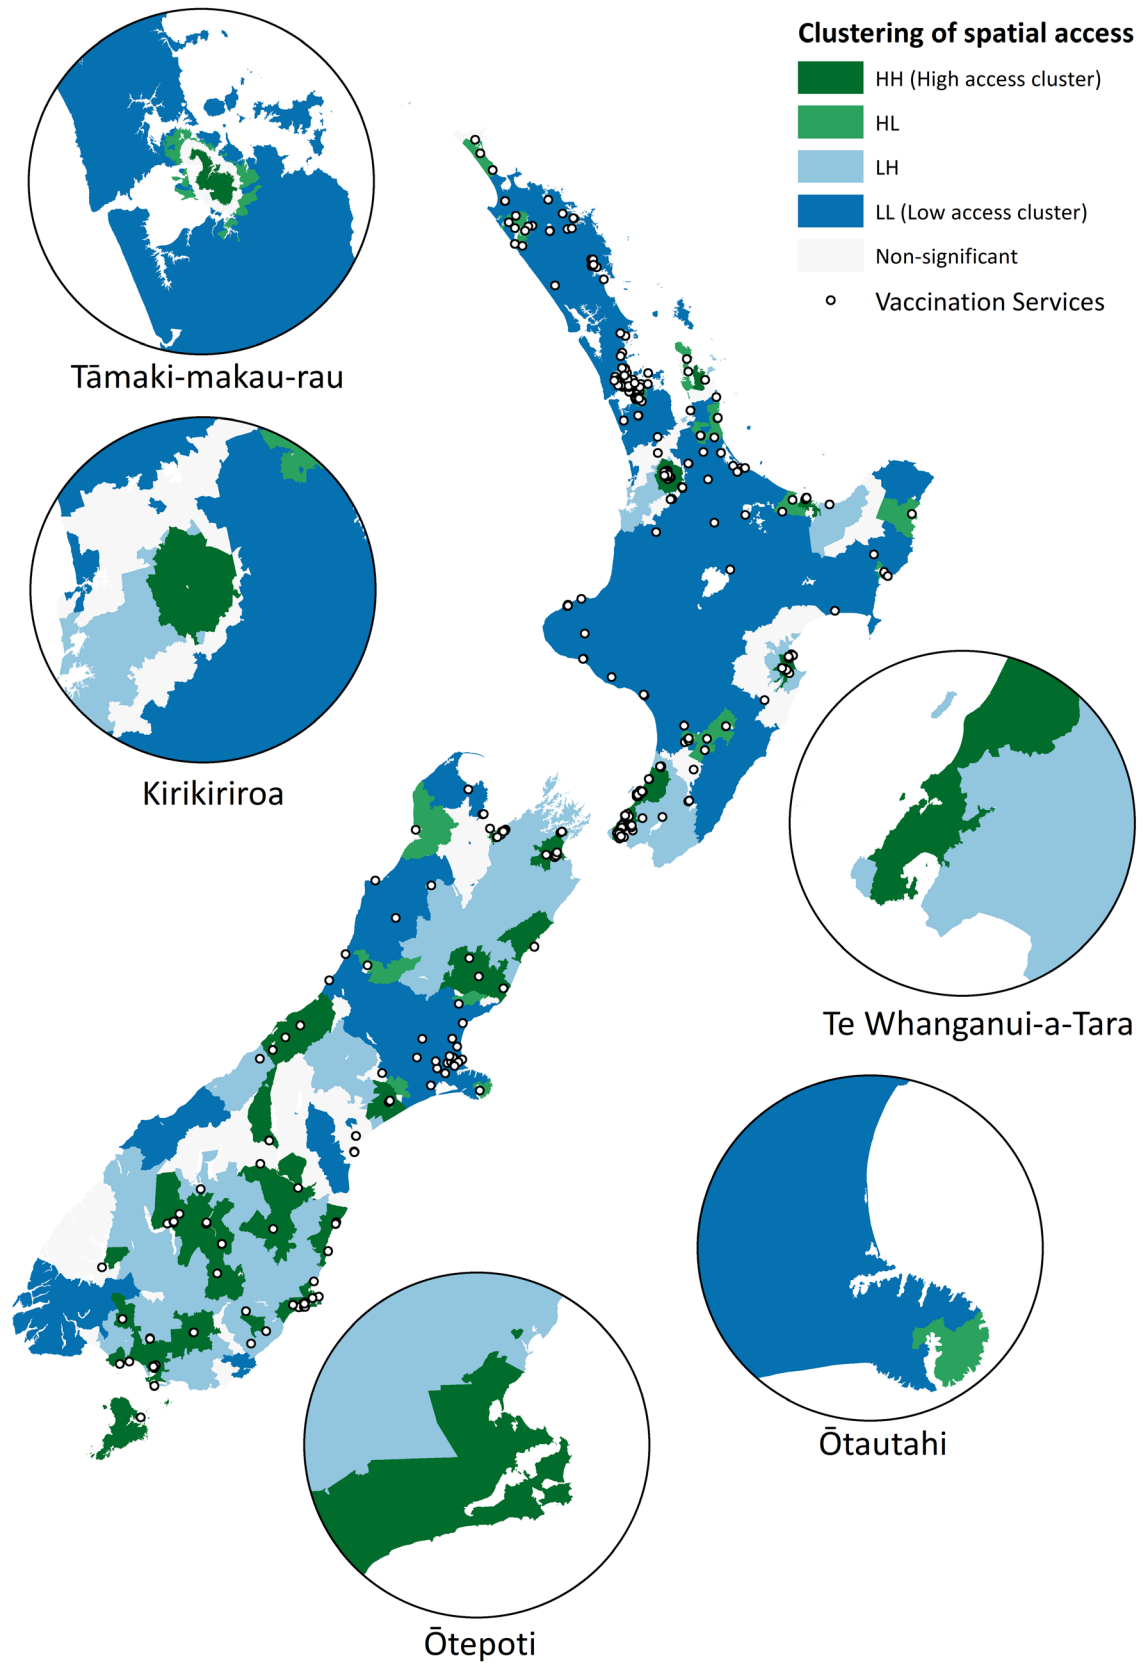 Clustering of spatial access
HH (High access cluster)
HL
LH
LL (Low access cluster)
Non-significant
Vaccination Services
Tāmaki-makau-rau
Kirikiriroa
Te Whanganui-a-Tara
Ōtautahi
Ōtepoti